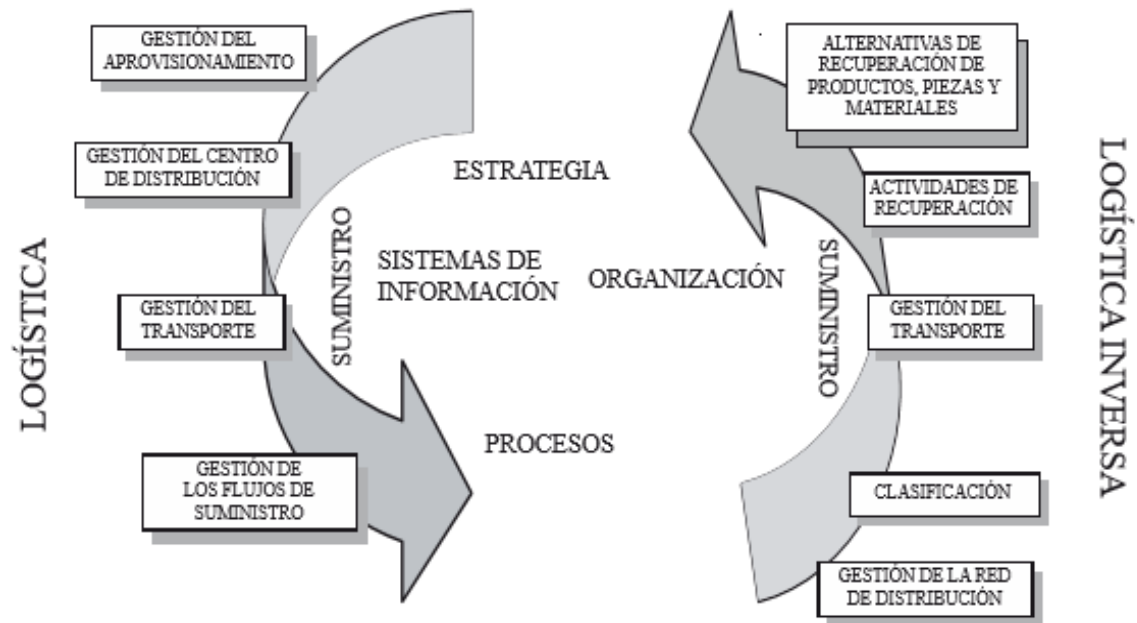 GESTIÓN DEL
APROVISIONAMIENTO
GESTIÓN DEL CENTRO
DE DISTRIBUCIÓN
LOGÍSTICA
GESTIÓN DEL
TRANSPORTE
SUMINISTRO
GESTIÓN DE
LOS FLUJOS DE
SUMINISTRO
ESTRATEGIA
SISTEMAS DE
INFORMACIÓN
ORGANIZACIÓN
PROCESOS
ALTERNATIVAS DE
RECUPERACIÓN DE
PRODUCTOS, PIEZAS Y
MATERIALES
ACTIVIDADES DE
RECUPERACIÓN
SUMINISTRO
GESTIÓN DEL
TRANSPORTE
LOGÍSTICA INVERSA
CLASIFICACIÓN
GESTIÓN DE LA RED
DE DISTRIBUCIÓN